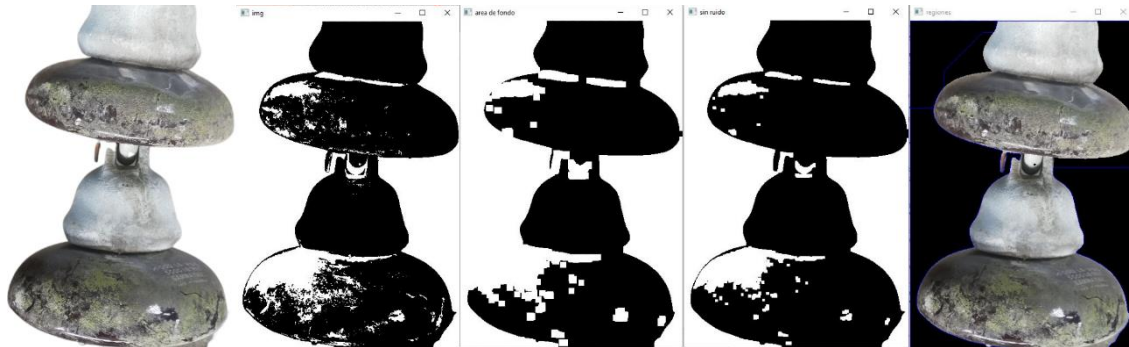 img
area de fondo
sin ruido
regiones